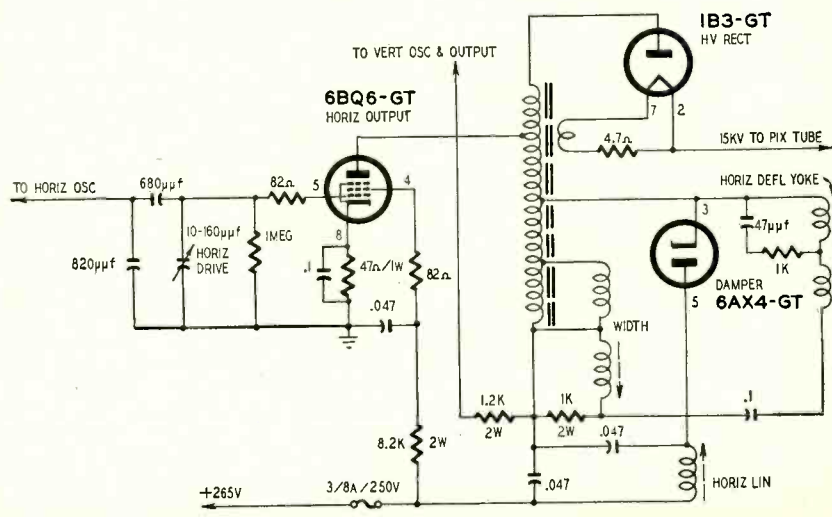 1B3-GT
HV RECT
TO VERT OSC & OUTPUT
6BQ6-GT
HORIZ OUTPUT
7
2
4.7Ω
15KV TO PIX TUBE
TO HORIZ OSC
680µµf
82Ω
5
4
HORIZ DEFL YOKE
3
47µµf
1K
820µµf
10-160µµf
HORIZ
DRIVE
1MEG
8
.1
47Ω/1W
82Ω
.047
DAMPER
6AX4-GT
5
WIDTH
1.2K
2W
1K
2W
.1
8.2K
2W
.047
.047
HORIZ LIN
+265V
3/8A/250V